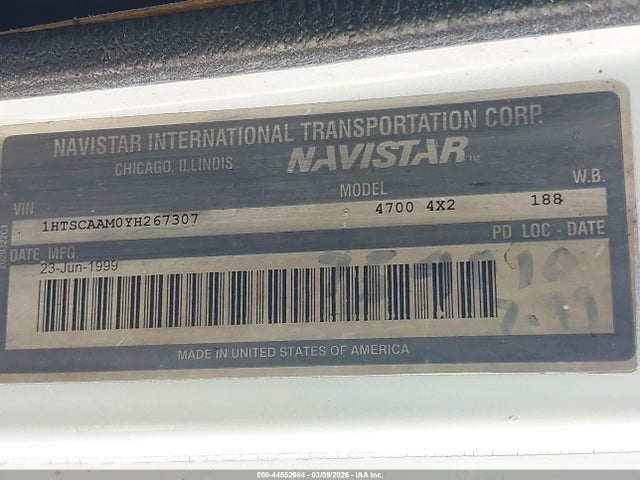 NAVISTAR INTERNATIONAL TRANSPORTATION CORP.
CHICAGO, ILLINOIS NAVISTAR TM
VIN MODEL W.B.
1HTSCAAM0YH267307 4700 4X2 188
DATE MFG. PD LOC - DATE
23-Jun-1999
MADE IN UNITED STATES OF AMERICA
000-44552664 - 03/09/2026 - IAA Inc.